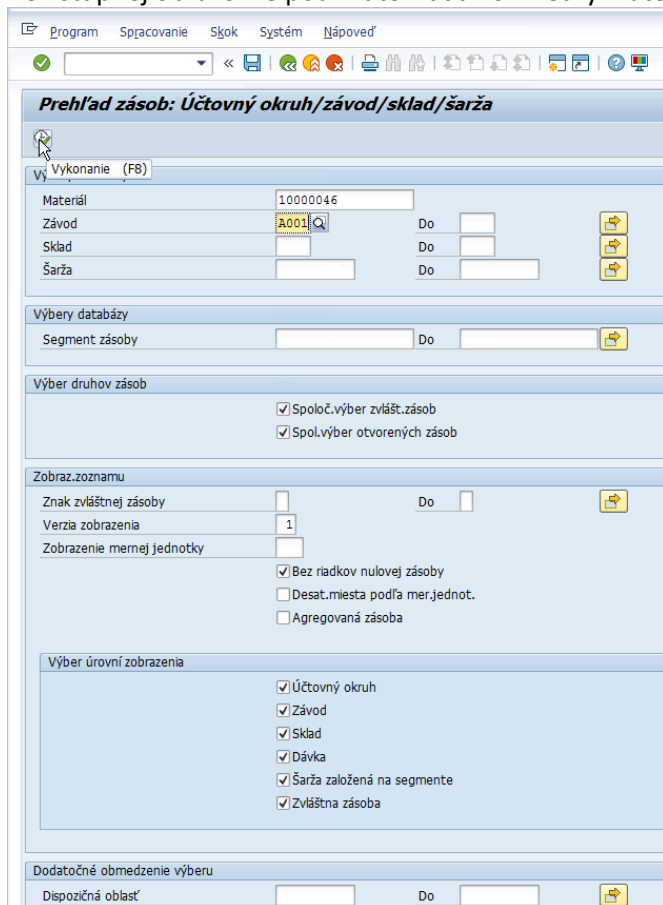 Program Spracovanie Skok Systém Nápoveď
Prehľad zásob: Účtovný okruh/závod/sklad/šarža
Vykonanie (F8)
Materiál 10000046
Závod A001 Do
Sklad Do
Šarža Do
Výbery databázy
Segment zásoby Do
Výber druhov zásob
Spoloč.výber zvlášt.zásob
Spol.výber otvorených zásob
Zobraz.zoznamu
Znak zvláštnej zásoby Do
Verzia zobrazenia 1
Zobrazenie mernej jednotky
Bez riadkov nulovej zásoby
Desat.miesta podľa mer.jednot.
Agregovaná zásoba
Výber úrovní zobrazenia
Účtovný okruh
Závod
Sklad
Dávka
Šarža založená na segmente
Zvláštna zásoba
Dodatočné obmedzenie výberu
Dispozičná oblasť Do